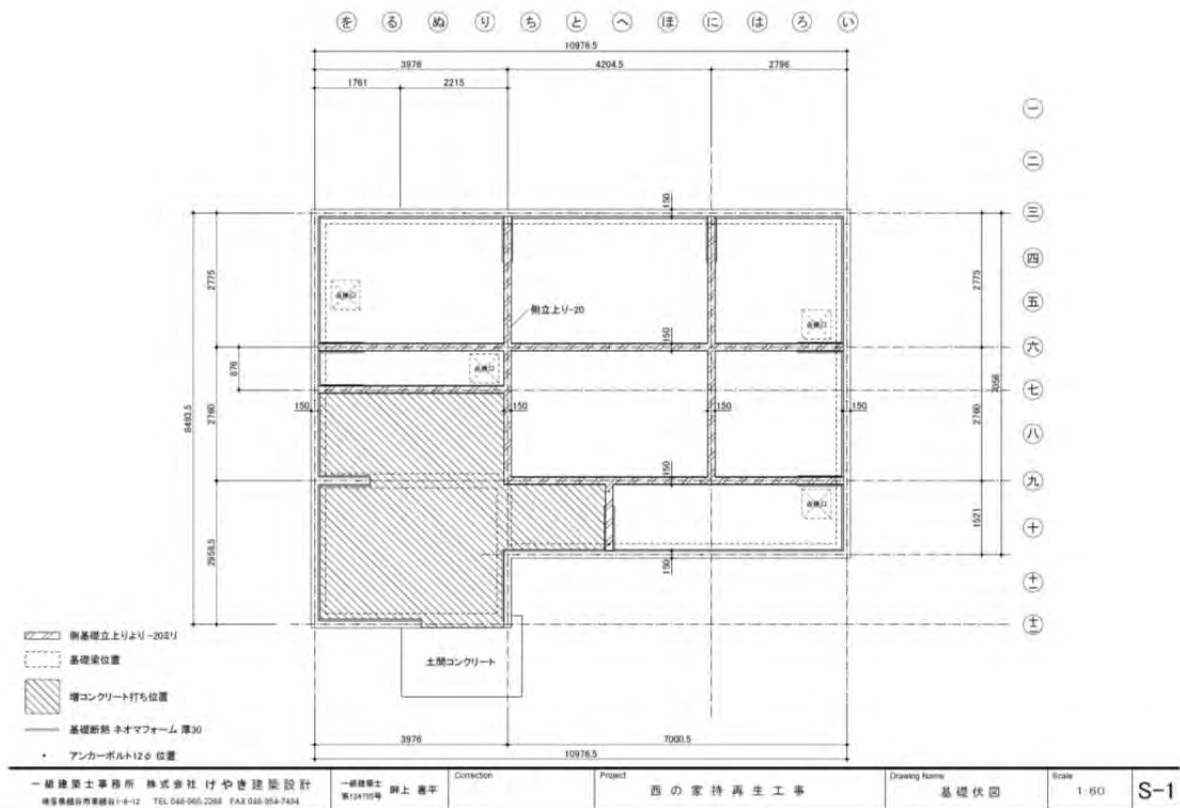 を る ぬ り ち と へ ほ に は ろ い
10976.5
3976 4204.5 2796
1761 2215
一
二
三
四
五
六
七
八
九
十
十一
十二
150
2775
2775
点検口
側立上り-20
点検口
150
876
点検口
8493.5
2760
7056
2760
150 150 150 150
150
点検口
1521
2958.5
150
側基礎立上りより -20ミリ
基礎梁位置
増コンクリート打ち位置
基礎断熱 ネオマフォーム 厚30
アンカーボルト12φ 位置
土間コンクリート
3976 7000.5
10976.5
一級建築士事務所 株式会社 けやき建築設計
一級建築士
Correction
Project
西の家持再生工事
Drawing Name
基礎伏図
Scale
1:60
S-1